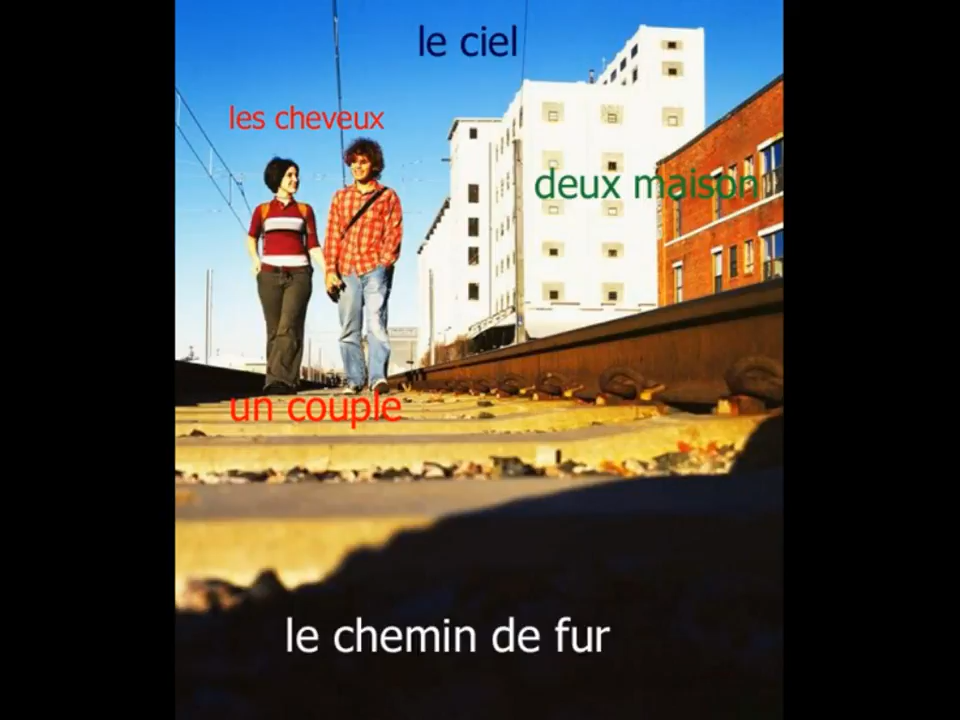 le ciel
les cheveux
deux maison
un couple
le chemin de fur